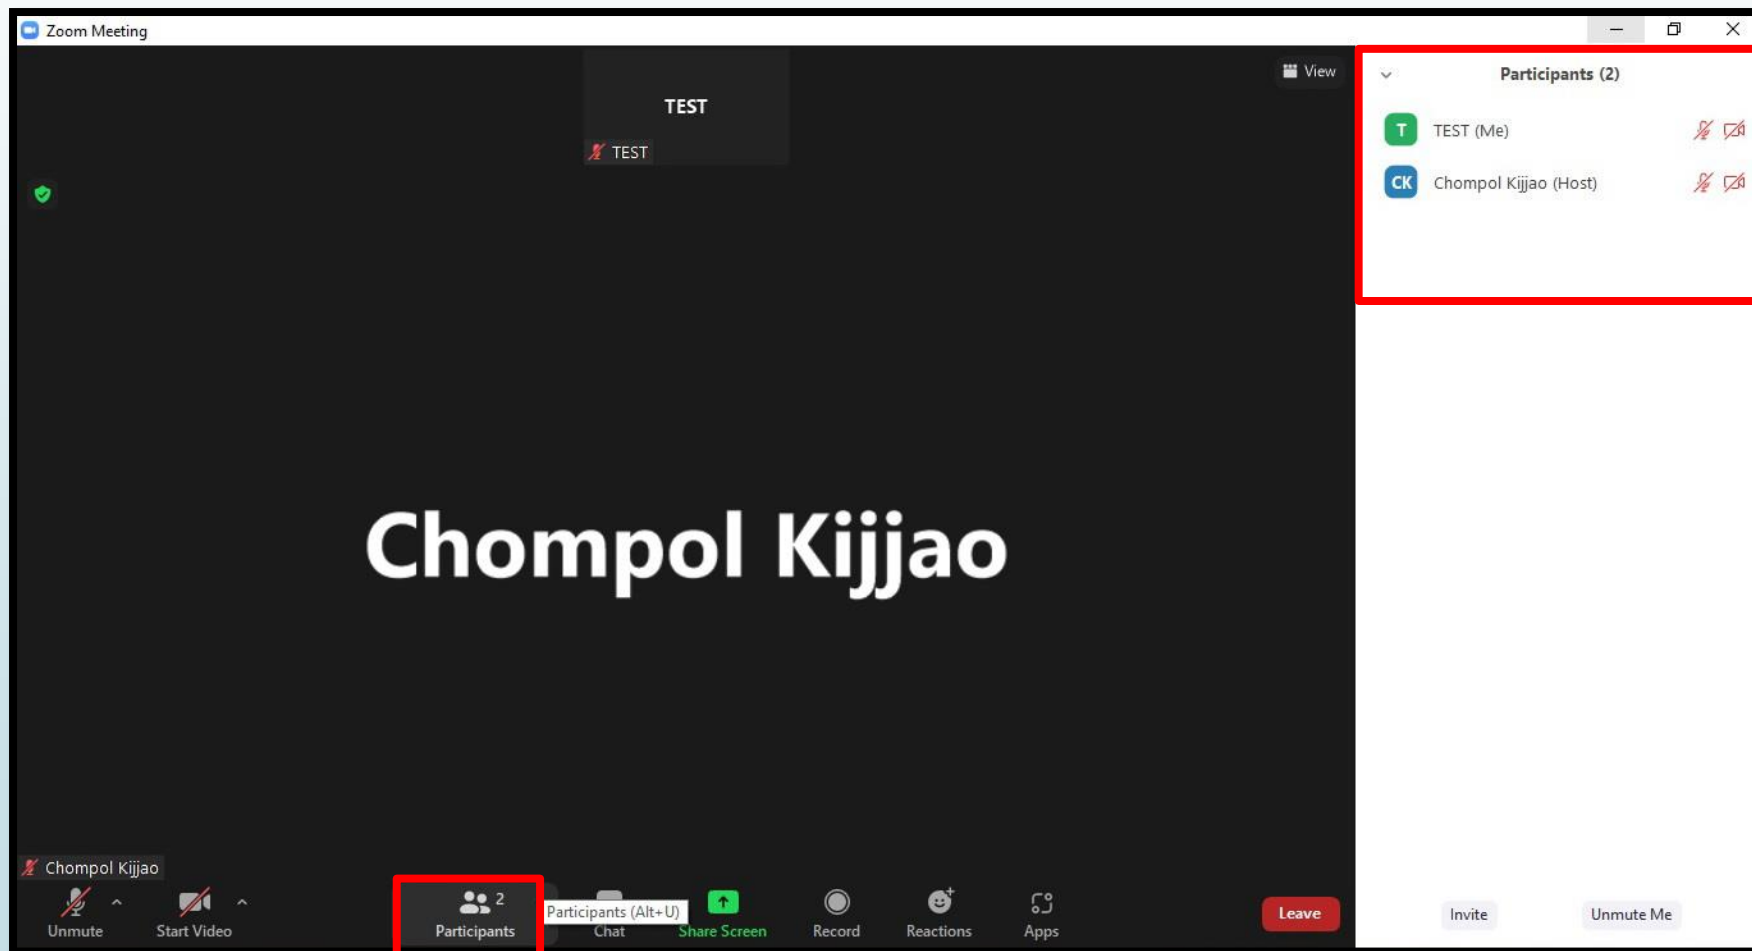 Zoom Meeting
TEST
TEST
View
Participants (2)
T TEST (Me)
CK Chompol Kijjao (Host)
Chompol Kijjao
Chompol Kijjao
2
Participants (Alt+U)
Unmute
Start Video
Participants
Chat
Share Screen
Record
Reactions
Apps
Leave
Invite
Unmute Me